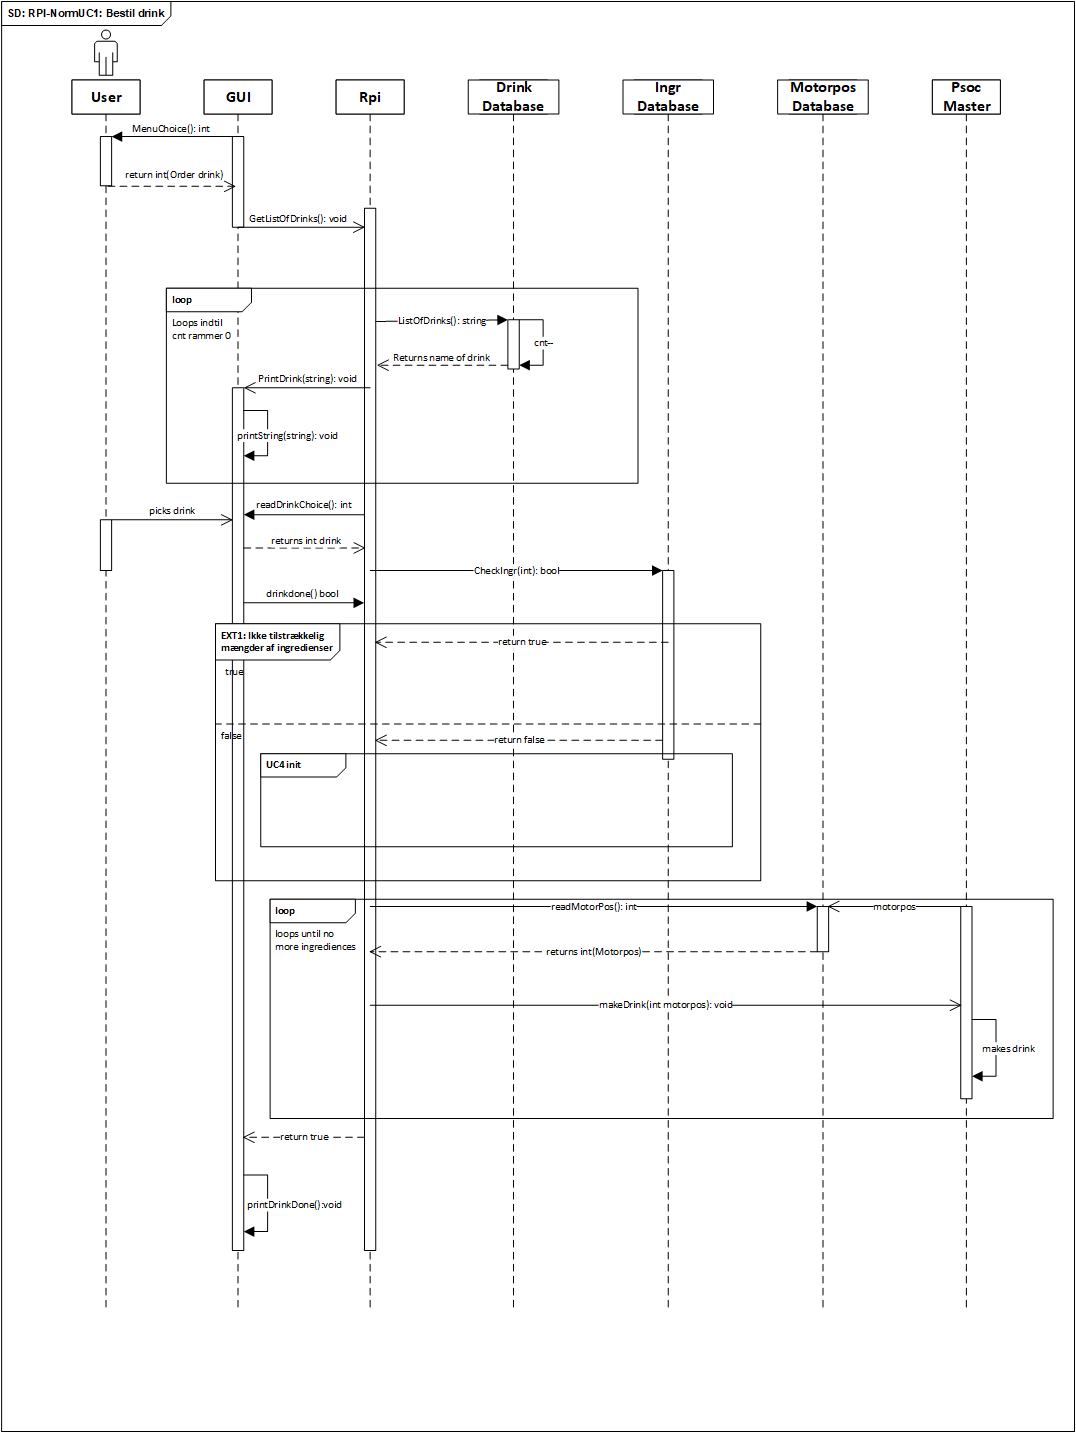 SD: RPI-NormUC1: Bestil drink
User
GUI
Rpi
Drink
Database
Ingr
Database
Motorpos
Database
Psoc
Master
MenuChoice(): int
return int(Order drink)
GetListOfDrinks(): void
loop
Loops indtil
cnt rammer 0
ListOfDrinks(): string
cnt--
Returns name of drink
PrintDrink(string): void
printString(string): void
readDrinkChoice(): int
picks drink
returns int drink
CheckIngr(int): bool
drinkdone() bool
EXT1: Ikke tilstrækkelig
mængder af ingredienser
return true
true
false
return false
UC4 init
loop
loops until no
more ingrediences
readMotorPos(): int
motorpos
returns int(Motorpos)
makeDrink(int motorpos): void
makes drink
return true
printDrinkDone():void